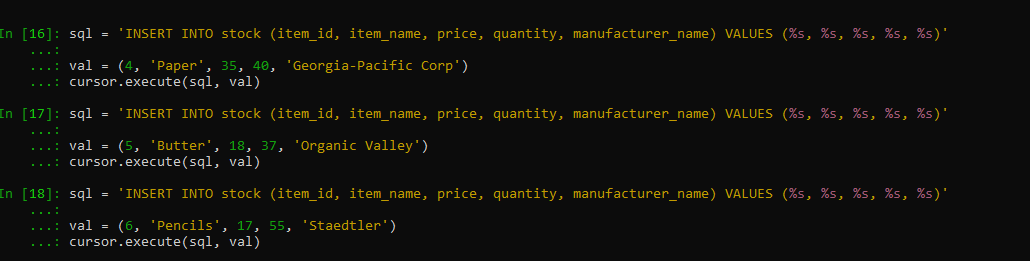 In [16]: sql = 'INSERT INTO stock (item_id, item_name, price, quantity, manufacturer_name) VALUES (%s, %s, %s, %s, %s)'
...:
...: val = (4, 'Paper', 35, 40, 'Georgia-Pacific Corp')
...: cursor.execute(sql, val)
In [17]: sql = 'INSERT INTO stock (item_id, item_name, price, quantity, manufacturer_name) VALUES (%s, %s, %s, %s, %s)'
...:
...: val = (5, 'Butter', 18, 37, 'Organic Valley')
...: cursor.execute(sql, val)
In [18]: sql = 'INSERT INTO stock (item_id, item_name, price, quantity, manufacturer_name) VALUES (%s, %s, %s, %s, %s)'
...:
...: val = (6, 'Pencils', 17, 55, 'Staedtler')
...: cursor.execute(sql, val)